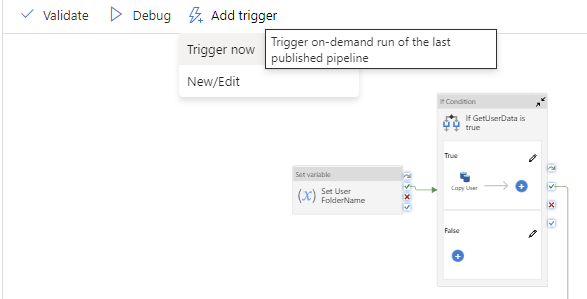 Validate
Debug
Add trigger
Trigger now
Trigger on-demand run of the last
published pipeline
New/Edit
If Condition
If GetUserData is
true
True
Copy User
False
Set variable
(x)
Set User
FolderName